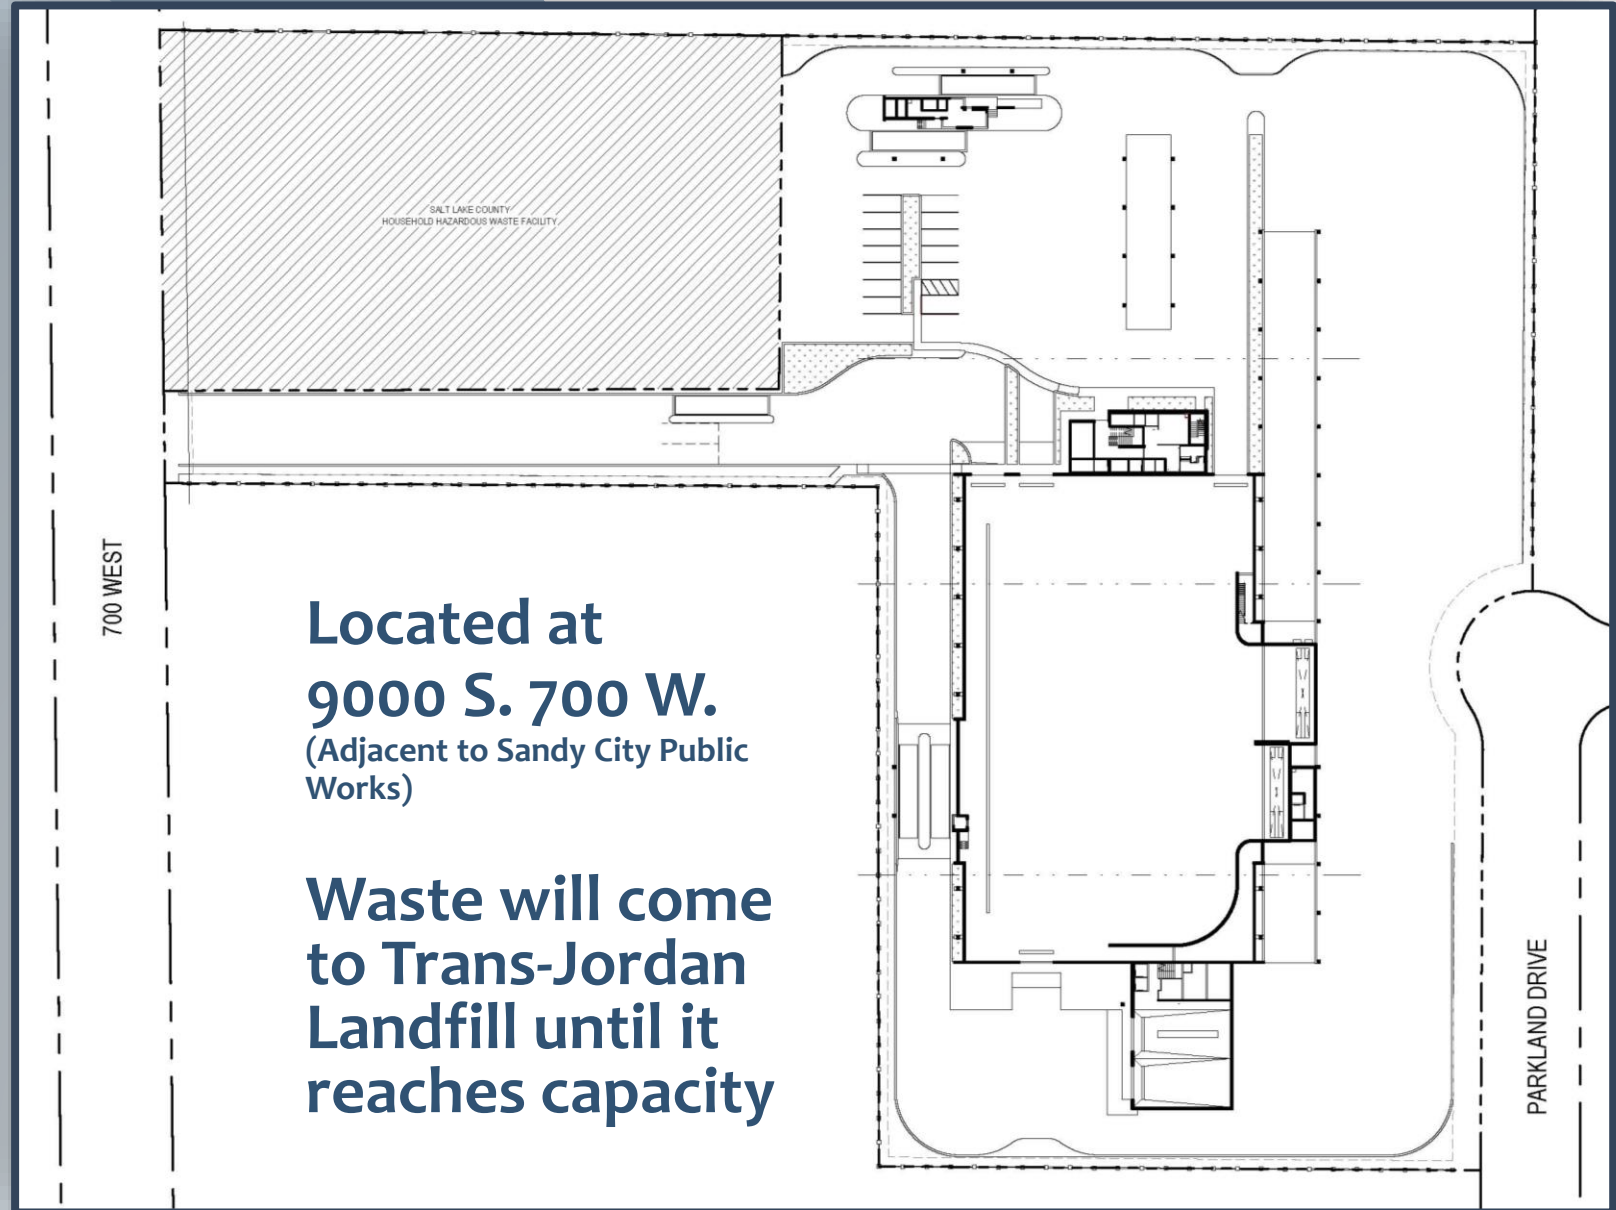 SALT LAKE COUNTY
HOUSEHOLD HAZARDOUS WASTE FACILITY
700 WEST
Located at
9000 S. 700 W.
(Adjacent to Sandy City Public
Works)
Waste will come
to Trans-Jordan
Landfill until it
reaches capacity
PARKLAND DRIVE